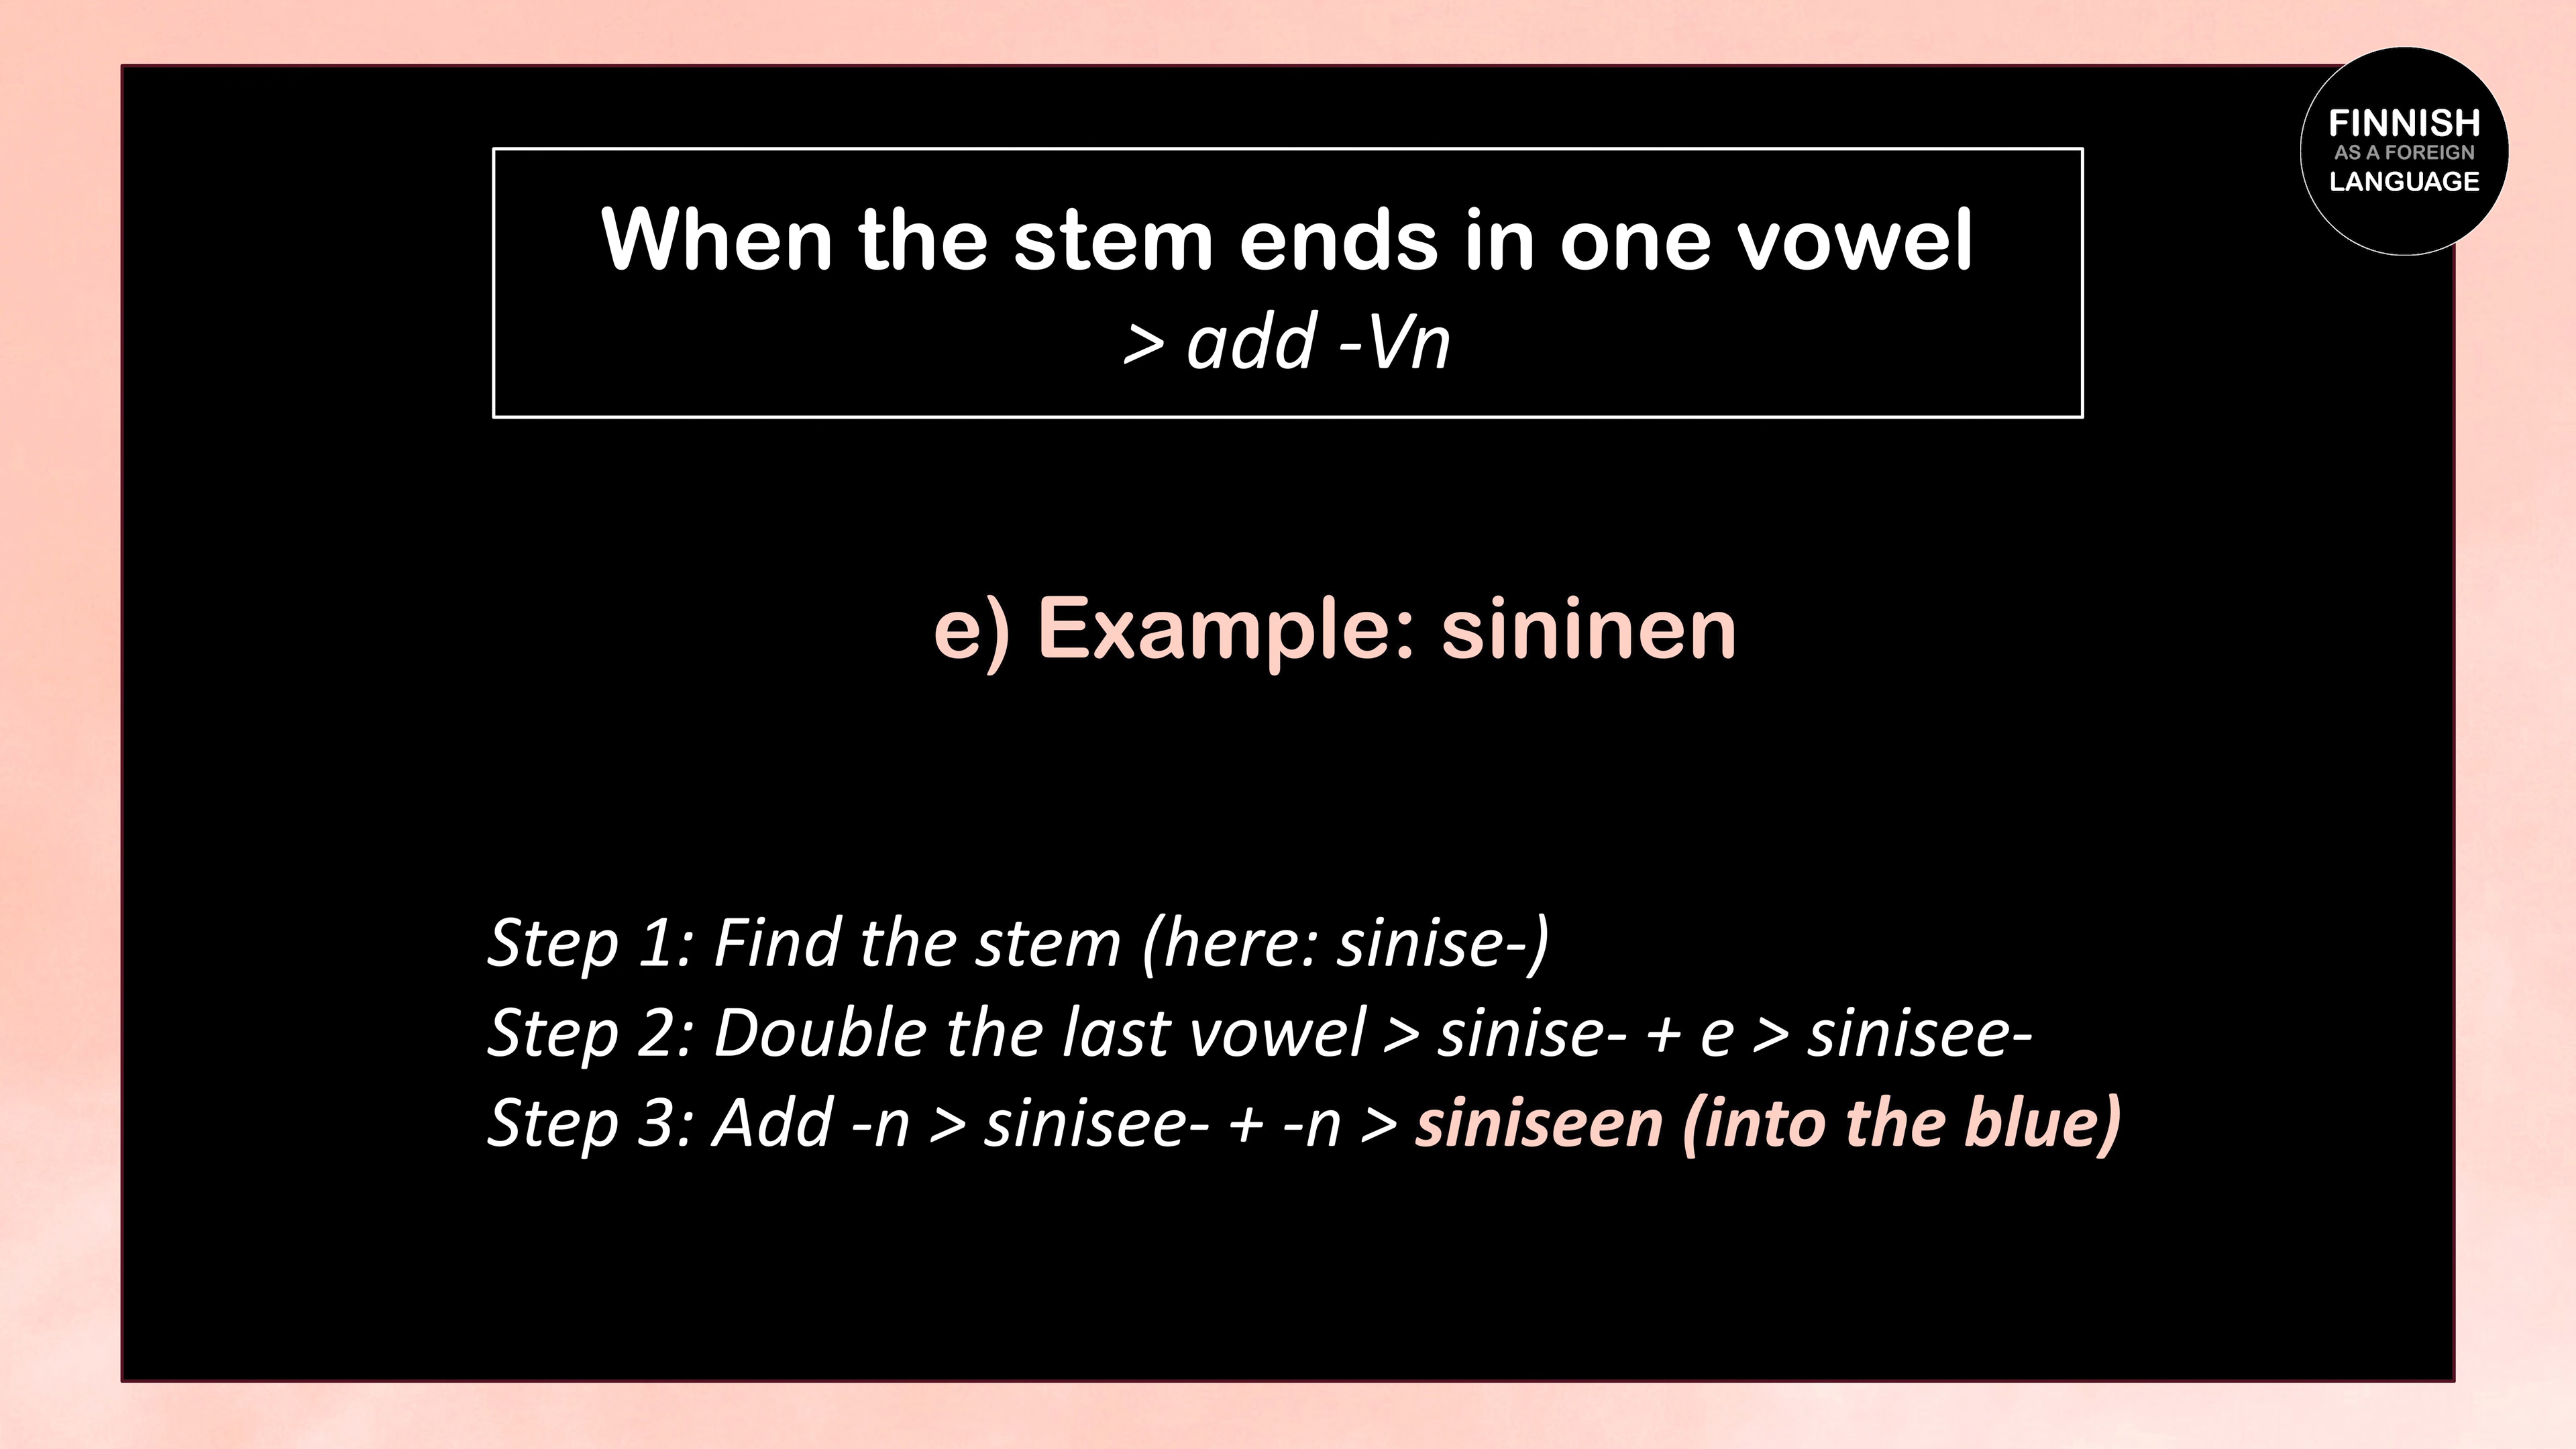 FINNISH
AS A FOREIGN
LANGUAGE
When the stem ends in one vowel
> add -Vn
e) Example: sininen
Step 1: Find the stem (here: sinise-)
Step 2: Double the last vowel > sinise- + e > sinisee-
Step 3: Add -n > sinisee- + -n > siniseen (into the blue)